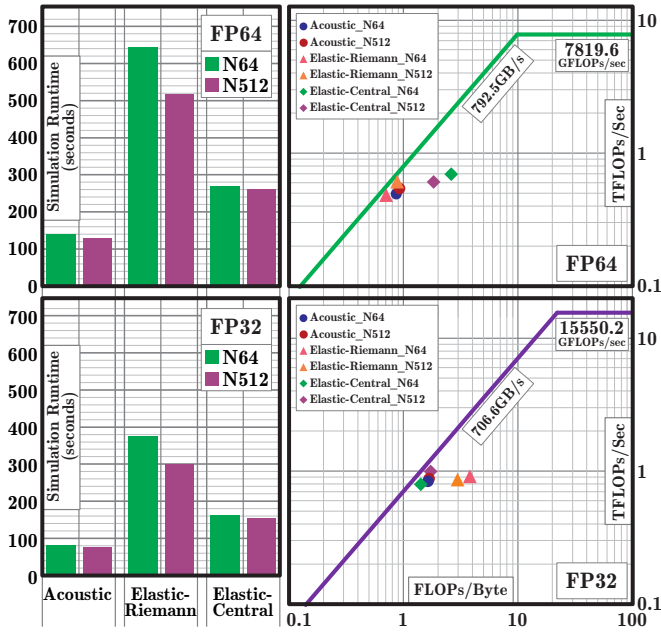 700
600
500
400
300
200
100
0
Simulation Runtime
(seconds)
FP64
N64
N512
Acoustic_N64
Acoustic_N512
Elastic-Riemann_N64
Elastic-Riemann_N512
Elastic-Central_N64
Elastic-Central_N512
792.5GB/s
7819.6
GFLOPs/sec
TFLOPs/Sec
FP64
10
1
0.1
700
600
500
400
300
200
100
0
Simulation Runtime
(seconds)
FP32
N64
N512
Acoustic
Elastic-
Riemann
Elastic-
Central
Acoustic_N64
Acoustic_N512
Elastic-Riemann_N64
Elastic-Riemann_N512
Elastic-Central_N64
Elastic-Central_N512
706.6GB/s
15550.2
GFLOPs/sec
TFLOPs/Sec
FLOPs/Byte
FP32
10
1
0.1
0.1
1
10
100